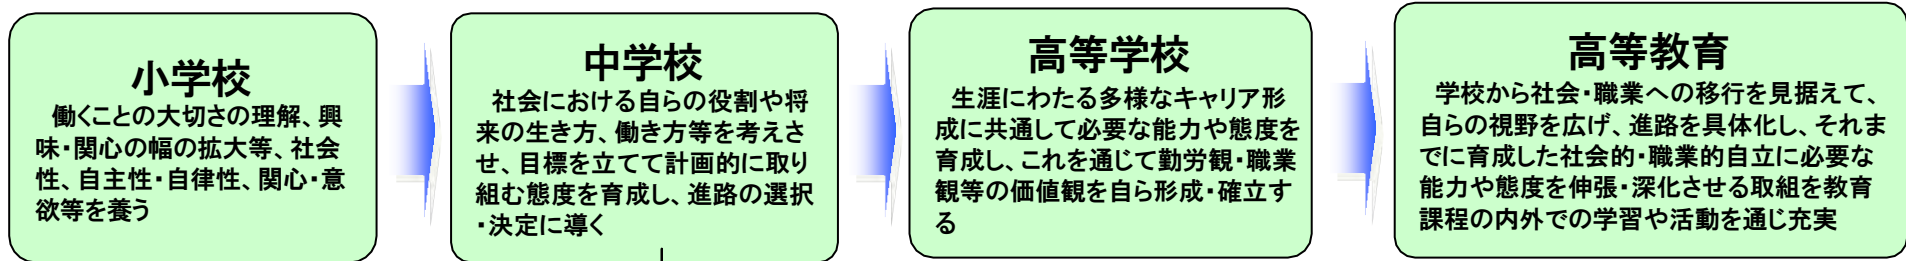 小学校
働くことの大切さの理解、興
味・関心の幅の拡大等、社会
性、自主性・自律性、関心・意
欲等を養う
中学校
社会における自らの役割や将
来の生き方、働き方等を考えさ
せ、目標を立てて計画的に取り
組む態度を育成し、進路の選択
・決定に導く
高等学校
生涯にわたる多様なキャリア形
成に共通して必要な能力や態度を
育成し、これを通じて勤労観・職業
観等の価値観を自ら形成・確立す
る
高等教育
学校から社会・職業への移行を見据えて、
自らの視野を広げ、進路を具体化し、それま
でに育成した社会的・職業的自立に必要な
能力や態度を伸張・深化させる取組を教育
課程の内外での学習や活動を通じ充実